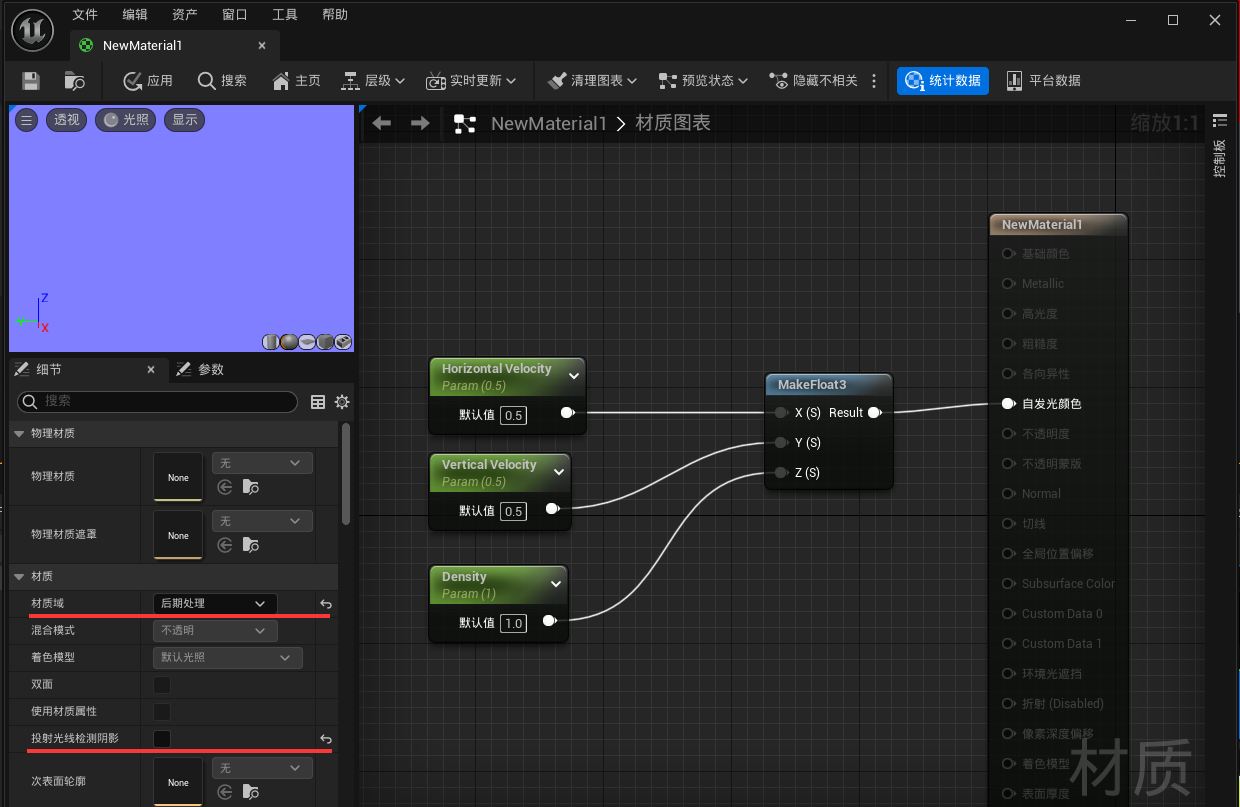 文件 编辑 资产 窗口 工具 帮助
NewMaterial1
应用 搜索 主页 层级 实时更新 清理图表 预览状态 隐藏不相关 统计数据 平台数据
透视 光照 显示
Z
Y
X
NewMaterial1 > 材质图表 缩放1:1
控制板
细节 参数
搜索
物理材质
物理材质 None 无
物理材质遮罩 None 无
材质
材质域 后期处理
混合模式 不透明
着色模型 默认光照
双面
使用材质属性
投射光线检测阴影
次表面轮廓 None 无
Horizontal Velocity
Param (0.5)
默认值 0.5
Vertical Velocity
Param (0.5)
默认值 0.5
Density
Param (1)
默认值 1.0
MakeFloat3
X (S) Result
Y (S)
Z (S)
NewMaterial1
基础颜色
Metallic
高光度
粗糙度
各向异性
自发光颜色
不透明度
不透明蒙版
Normal
切线
全局位置偏移
Subsurface Color
Custom Data 0
Custom Data 1
环境光遮挡
折射 (Disabled)
像素深度偏移
着色模型
表面厚度
材质